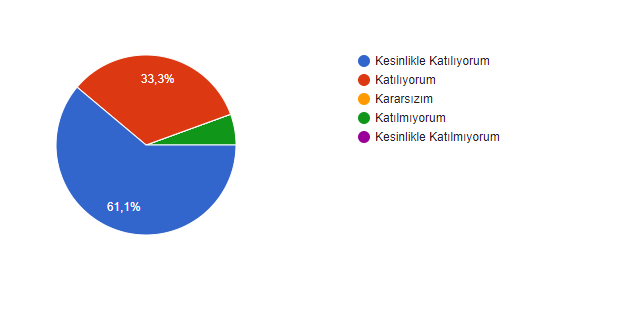 33,3%
61,1%
Kesinlikle Katılıyorum
Katılıyorum
Kararsızım
Katılmıyorum
Kesinlikle Katılmıyorum